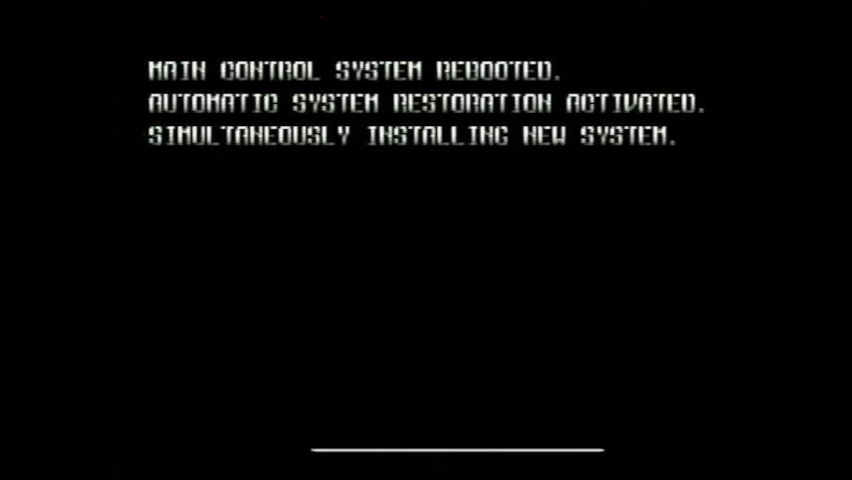 MAIN CONTROL SYSTEM REBOOTED.
AUTOMATIC SYSTEM RESTORATION ACTIVATED.
SIMULTANEOUSLY INSTALLING NEW SYSTEM.